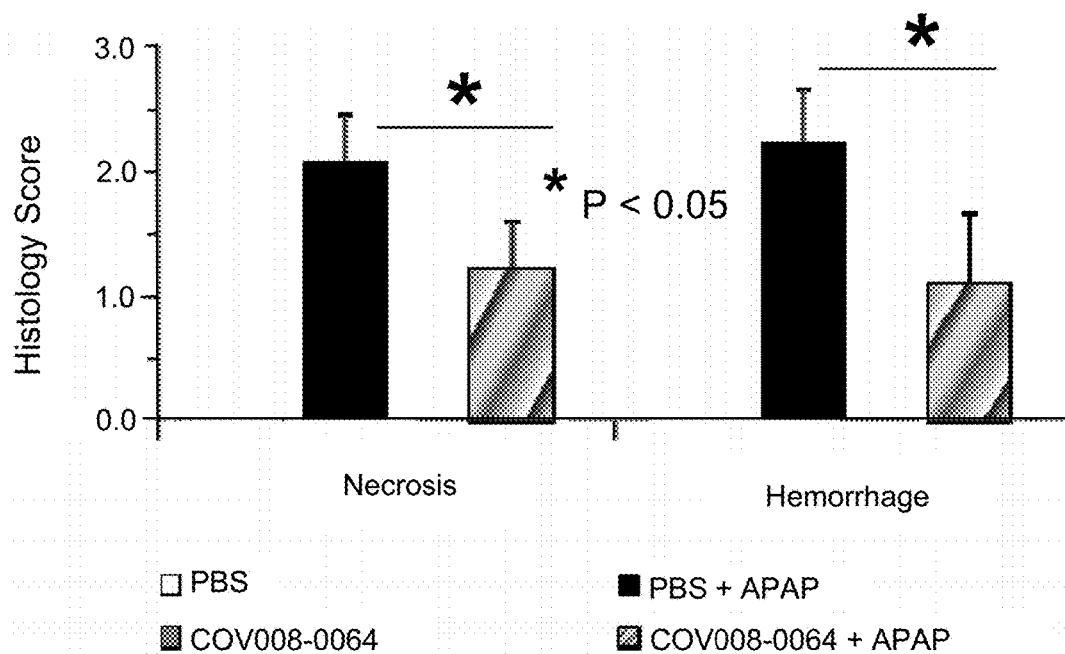 3.0
2.0
1.0
0.0
Histology Score
*
*
* P < 0.05
Necrosis
Hemorrhage
PBS
PBS + APAP
COV008-0064
COV008-0064 + APAP